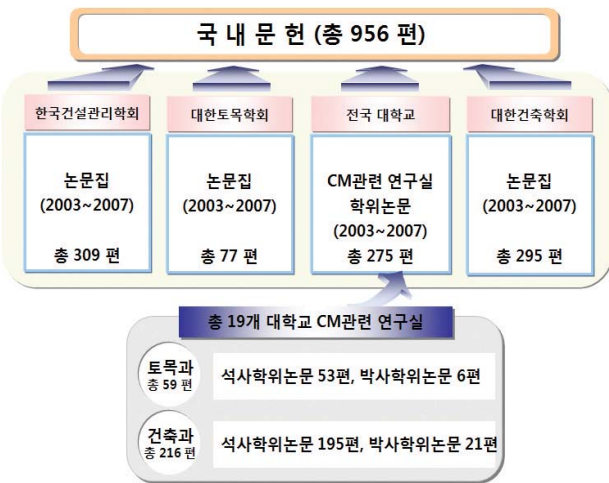 국 내 문 헌 (총 956 편)
한국건설관리학회
논문집
(2003~2007)
총 309 편
대한토목학회
논문집
(2003~2007)
총 77 편
전국 대학교
CM관련 연구실
학위논문
(2003~2007)
총 275 편
대한건축학회
논문집
(2003~2007)
총 295 편
총 19개 대학교 CM관련 연구실
토목과
총 59 편
석사학위논문 53편, 박사학위논문 6편
건축과
총 216 편
석사학위논문 195편, 박사학위논문 21편